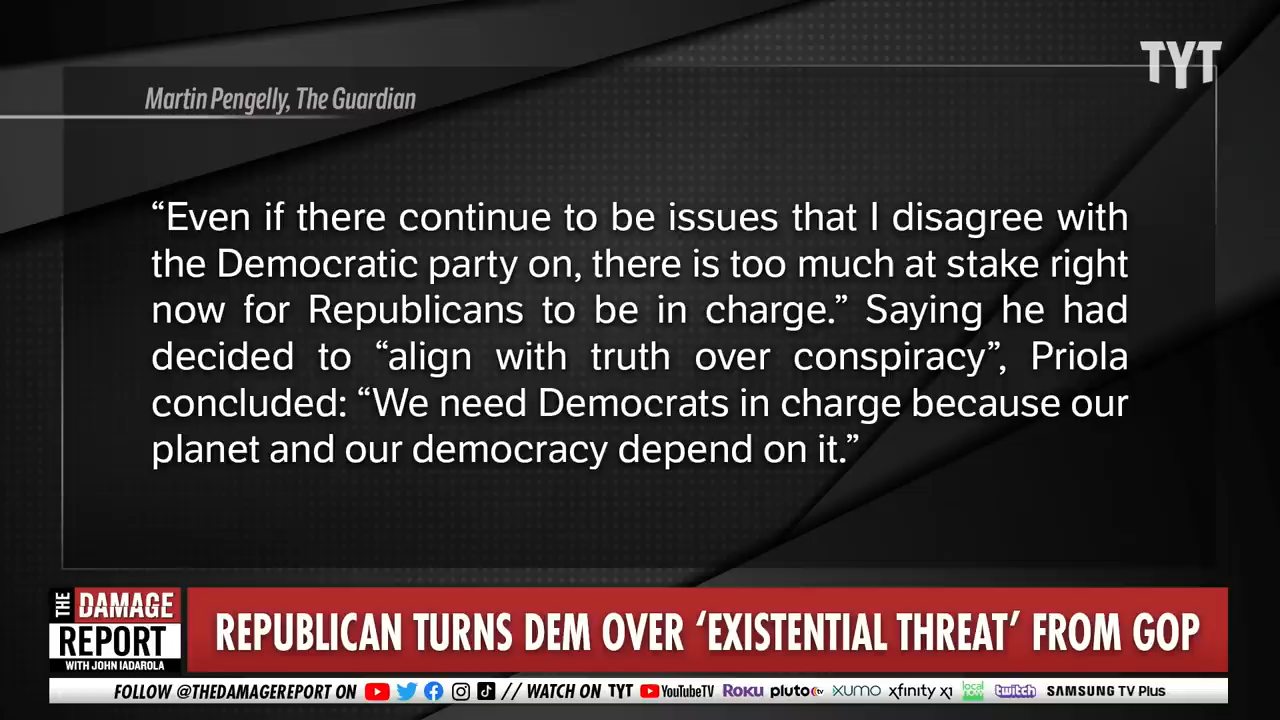 TYT
Martin Pengelly, The Guardian
“Even if there continue to be issues that I disagree with
the Democratic party on, there is too much at stake right
now for Republicans to be in charge.” Saying he had
decided to “align with truth over conspiracy”, Priola
concluded: “We need Democrats in charge because our
planet and our democracy depend on it.”
THE DAMAGE REPORT
WITH JOHN IADAROLA
REPUBLICAN TURNS DEM OVER ‘EXISTENTIAL THREAT’ FROM GOP
FOLLOW @THEDAMAGEREPORT ON // WATCH ON TYT YouTubeTV Roku pluto tv xumo xfinity x1 local now twitch SAMSUNG TV Plus